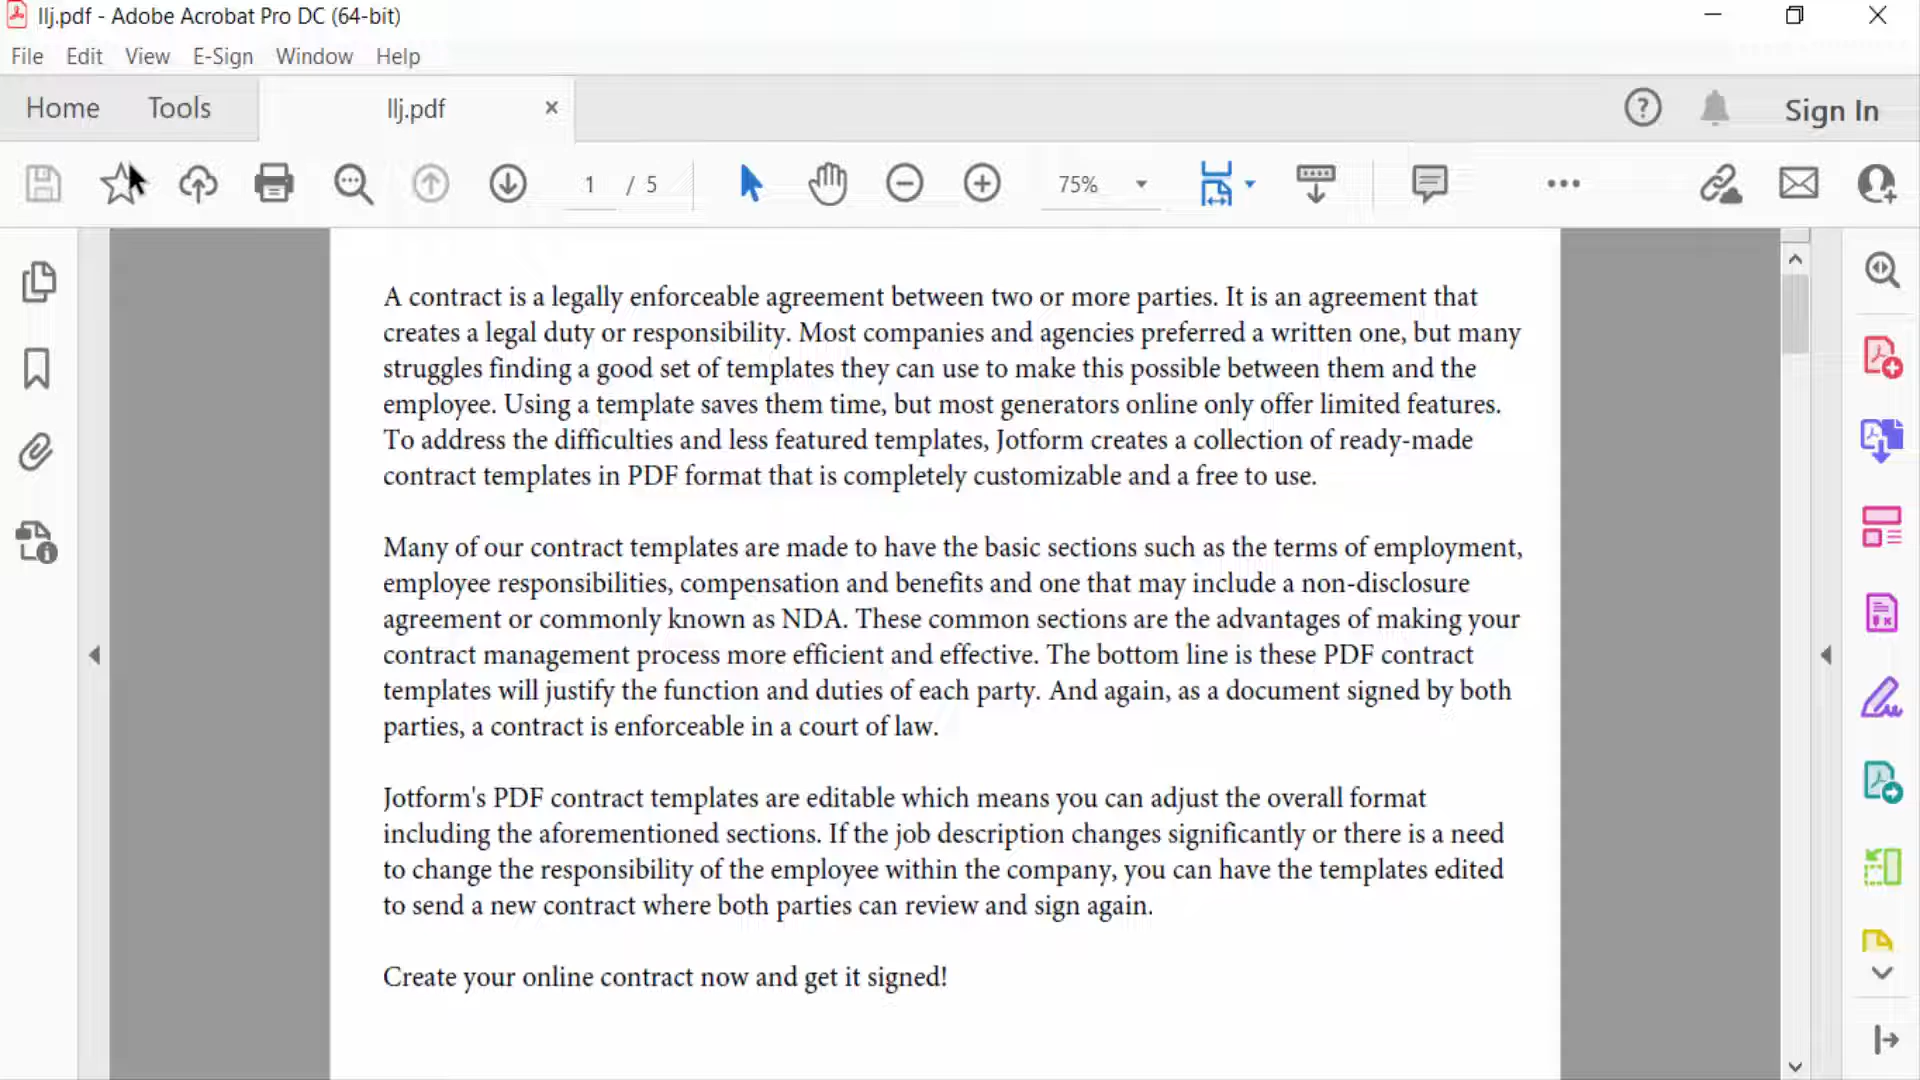 llj.pdf - Adobe Acrobat Pro DC (64-bit)
File Edit View E-Sign Window Help
Home Tools llj.pdf Sign In
1 / 5 75%
A contract is a legally enforceable agreement between two or more parties. It is an agreement that
creates a legal duty or responsibility. Most companies and agencies preferred a written one, but many
struggles finding a good set of templates they can use to make this possible between them and the
employee. Using a template saves them time, but most generators online only offer limited features.
To address the difficulties and less featured templates, Jotform creates a collection of ready-made
contract templates in PDF format that is completely customizable and a free to use.
Many of our contract templates are made to have the basic sections such as the terms of employment,
employee responsibilities, compensation and benefits and one that may include a non-disclosure
agreement or commonly known as NDA. These common sections are the advantages of making your
contract management process more efficient and effective. The bottom line is these PDF contract
templates will justify the function and duties of each party. And again, as a document signed by both
parties, a contract is enforceable in a court of law.
Jotform's PDF contract templates are editable which means you can adjust the overall format
including the aforementioned sections. If the job description changes significantly or there is a need
to change the responsibility of the employee within the company, you can have the templates edited
to send a new contract where both parties can review and sign again.
Create your online contract now and get it signed!